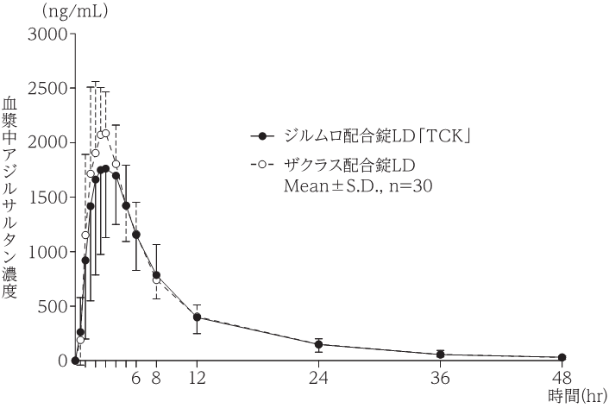 (ng/mL)
3000
2500
2000
1500
1000
500
0
血漿中アジルサルタン濃度
ジルムロ配合錠LD「TCK」
ザクラス配合錠LD
Mean±S.D., n=30
6 8 12 24 36 48
時間(hr)